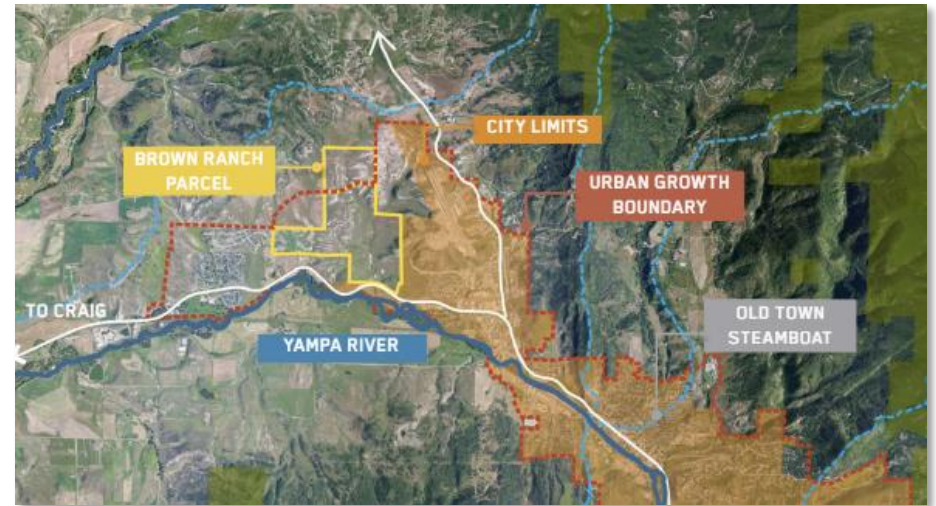 CITY LIMITS
BROWN RANCH
PARCEL
URBAN GROWTH
BOUNDARY
TO CRAIG
OLD TOWN
STEAMBOAT
YAMPA RIVER